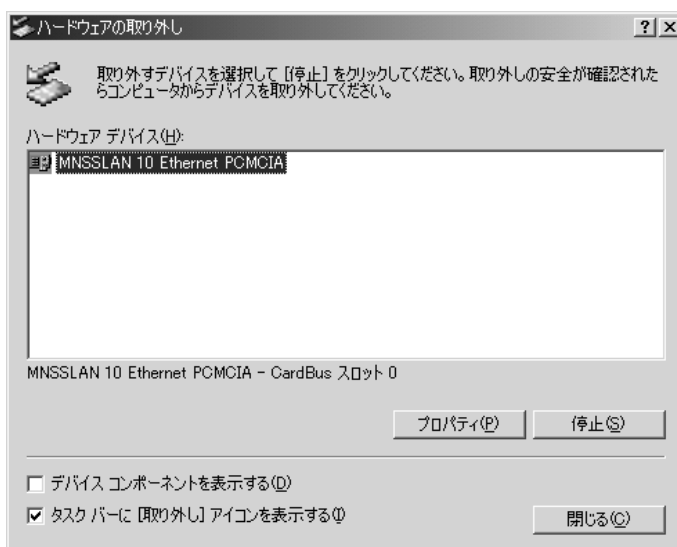 ハードウェアの取り外し
取り外すデバイスを選択して [停止] をクリックしてください。取り外しの安全が確認された
らコンピュータからデバイスを取り外してください。
ハードウェア デバイス(H):
MNSSLAN 10 Ethernet PCMCIA
MNSSLAN 10 Ethernet PCMCIA - CardBus スロット 0
プロパティ(P)
停止(S)
デバイス コンポーネントを表示する(D)
タスク バーに [取り外し] アイコンを表示する(I)
閉じる(C)